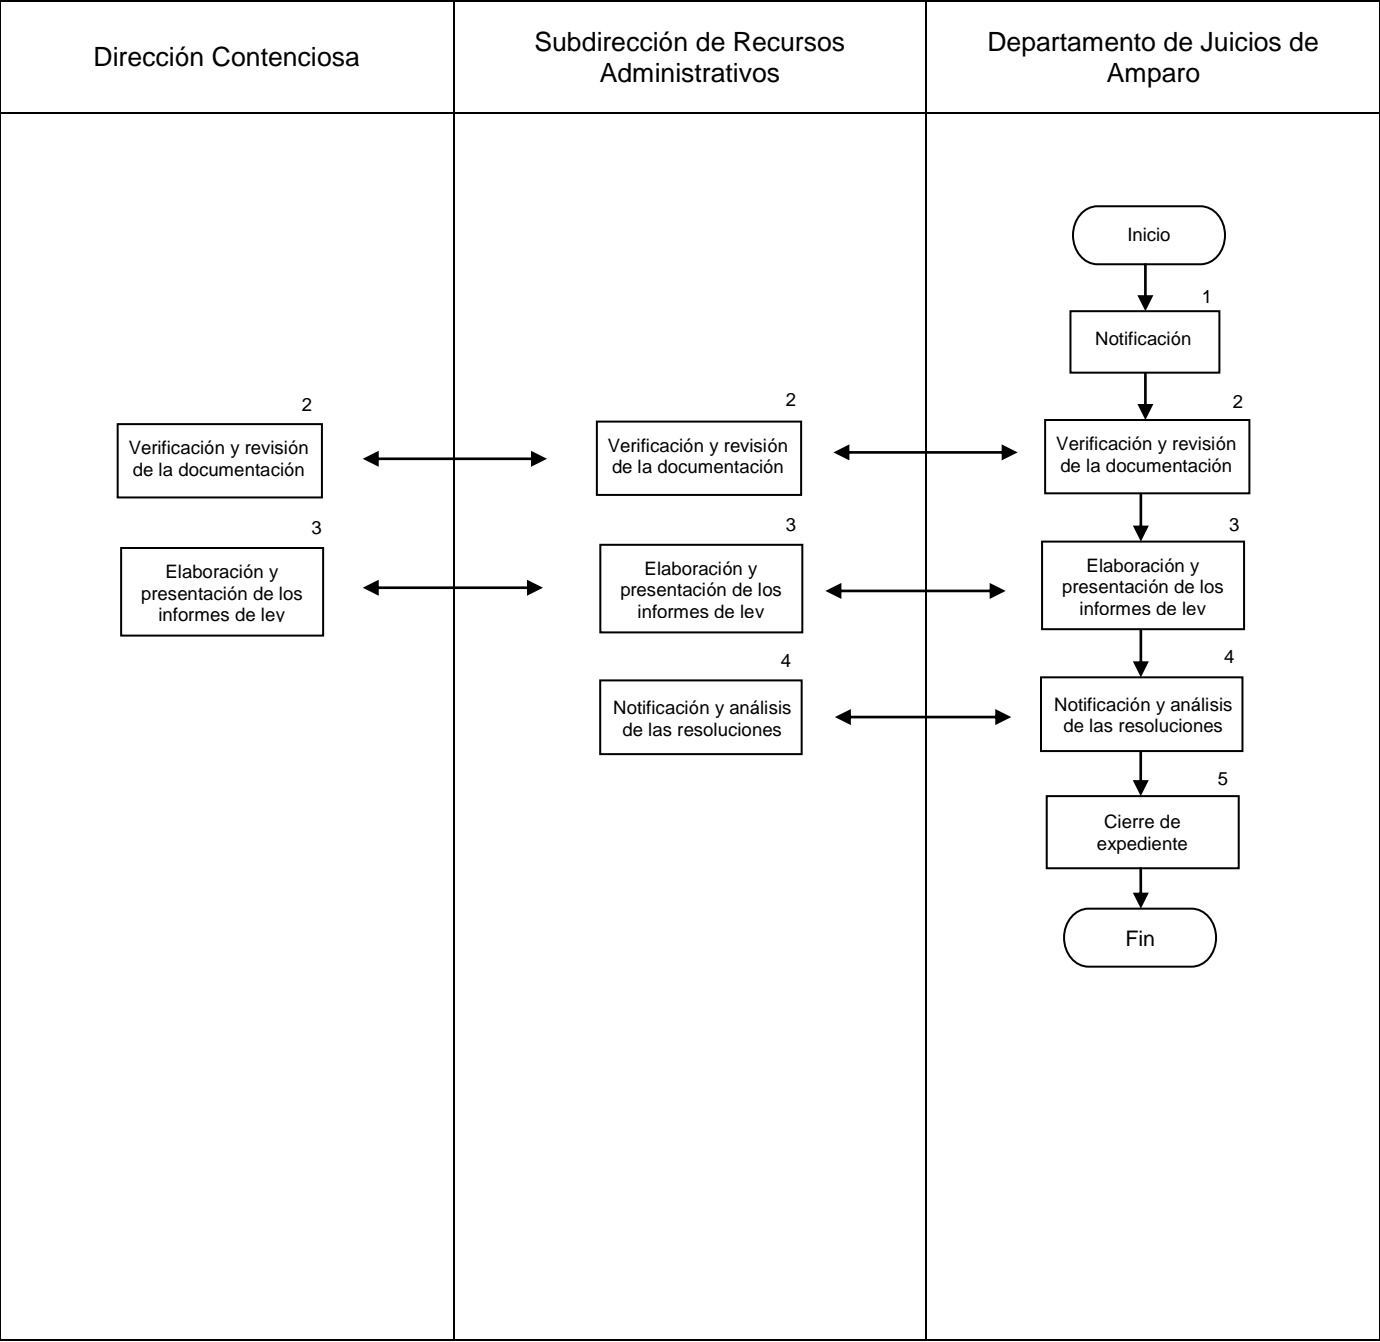 Dirección Contenciosa
Subdirección de Recursos
Administrativos
Departamento de Juicios de
Amparo
Inicio
1
Notificación
2
Verificación y revisión
de la documentación
2
Verificación y revisión
de la documentación
2
Verificación y revisión
de la documentación
3
Elaboración y
presentación de los
informes de ley
3
Elaboración y
presentación de los
informes de ley
3
Elaboración y
presentación de los
informes de ley
4
Notificación y análisis
de las resoluciones
4
Notificación y análisis
de las resoluciones
5
Cierre de
expediente
Fin